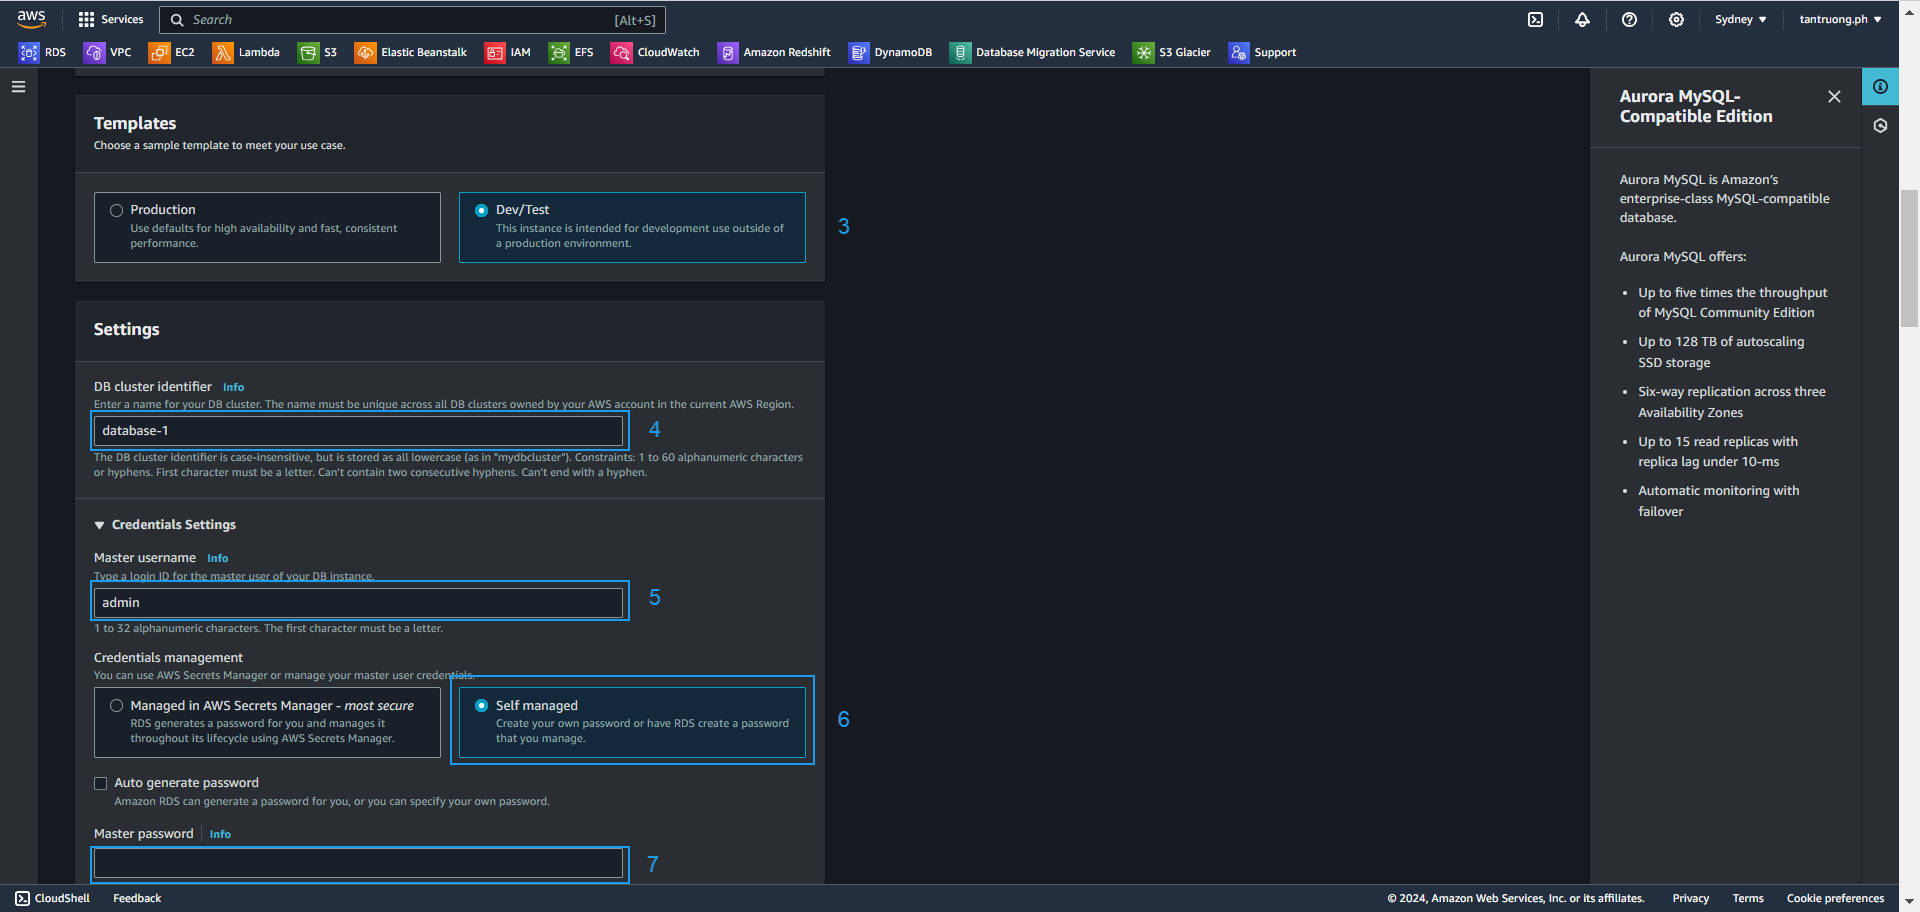 aws
Services
Search
[Alt+S]
Sydney ▼
tantruong.ph ▼
RDS
VPC
EC2
Lambda
S3
Elastic Beanstalk
IAM
EFS
CloudWatch
Amazon Redshift
DynamoDB
Database Migration Service
S3 Glacier
Support
Templates
Choose a sample template to meet your use case.
Production
Use defaults for high availability and fast, consistent
performance.
Dev/Test
This instance is intended for development use outside of
a production environment.
3
Settings
DB cluster identifier Info
Enter a name for your DB cluster. The name must be unique across all DB clusters owned by your AWS account in the current AWS Region.
database-1
4
The DB cluster identifier is case-insensitive, but is stored as all lowercase (as in "mydbcluster"). Constraints: 1 to 60 alphanumeric characters
or hyphens. First character must be a letter. Can't contain two consecutive hyphens. Can't end with a hyphen.
▼ Credentials Settings
Master username Info
Type a login ID for the master user of your DB instance.
admin
5
1 to 32 alphanumeric characters. The first character must be a letter.
Credentials management
You can use AWS Secrets Manager or manage your master user credentials.
Managed in AWS Secrets Manager - most secure
RDS generates a password for you and manages it
throughout its lifecycle using AWS Secrets Manager.
Self managed
Create your own password or have RDS create a password
that you manage.
6
Auto generate password
Amazon RDS can generate a password for you, or you can specify your own password.
Master password Info
7
Aurora MySQL-
Compatible Edition
Aurora MySQL is Amazon's
enterprise-class MySQL-compatible
database.
Aurora MySQL offers:
• Up to five times the throughput
of MySQL Community Edition
• Up to 128 TB of autoscaling
SSD storage
• Six-way replication across three
Availability Zones
• Up to 15 read replicas with
replica lag under 10-ms
• Automatic monitoring with
failover
CloudShell
Feedback
© 2024, Amazon Web Services, Inc. or its affiliates.
Privacy
Terms
Cookie preferences